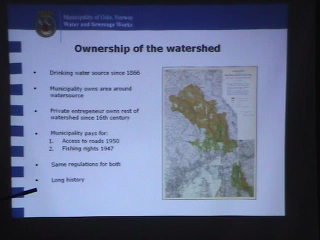 Municipality of Oslo, Norway
Water and Sewerage Works
Ownership of the watershed
• Drinking water source since 1866
• Municipality owns area around
watersource
• Private entrepeneur owns rest of
watershed since 16th century
• Municipality pays for:
1. Access to roads 1950
2. Fishing rights 1947
• Same regulations for both
• Long history